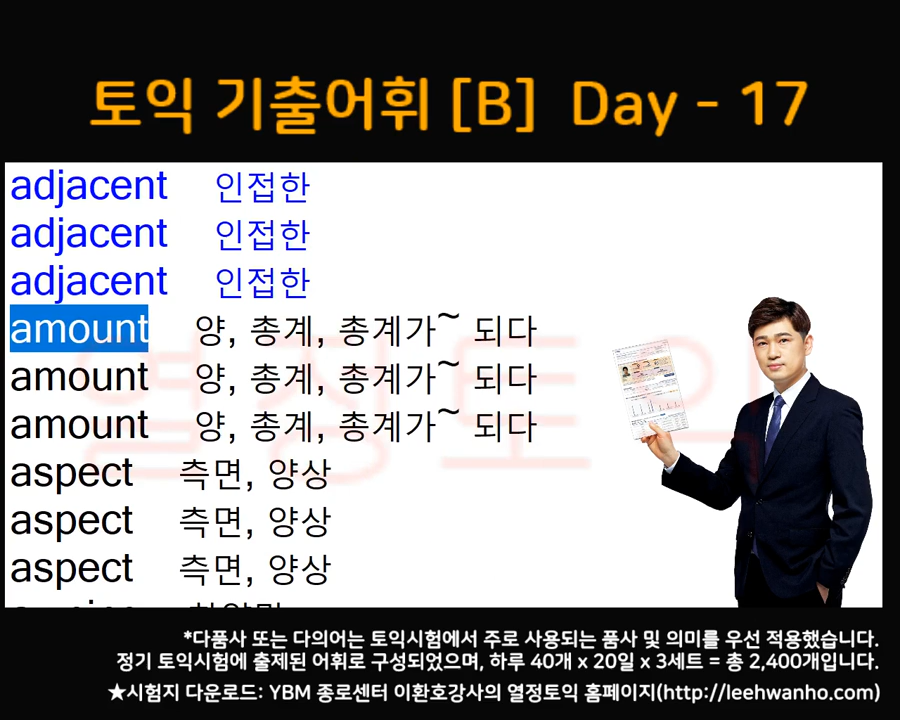 토익 기출어휘 [B] Day - 17
adjacent 인접한
adjacent 인접한
adjacent 인접한
amount 양, 총계, 총계가~ 되다
amount 양, 총계, 총계가~ 되다
amount 양, 총계, 총계가~ 되다
aspect 측면, 양상
aspect 측면, 양상
aspect 측면, 양상
열정토익
*다품사 또는 다의어는 토익시험에서 주로 사용되는 품사 및 의미를 우선 적용했습니다.
정기 토익시험에 출제된 어휘로 구성되었으며, 하루 40개 x 20일 x 3세트 = 총 2,400개입니다.
★시험지 다운로드: YBM 종로센터 이환호강사의 열정토익 홈페이지(http://leehwanho.com)